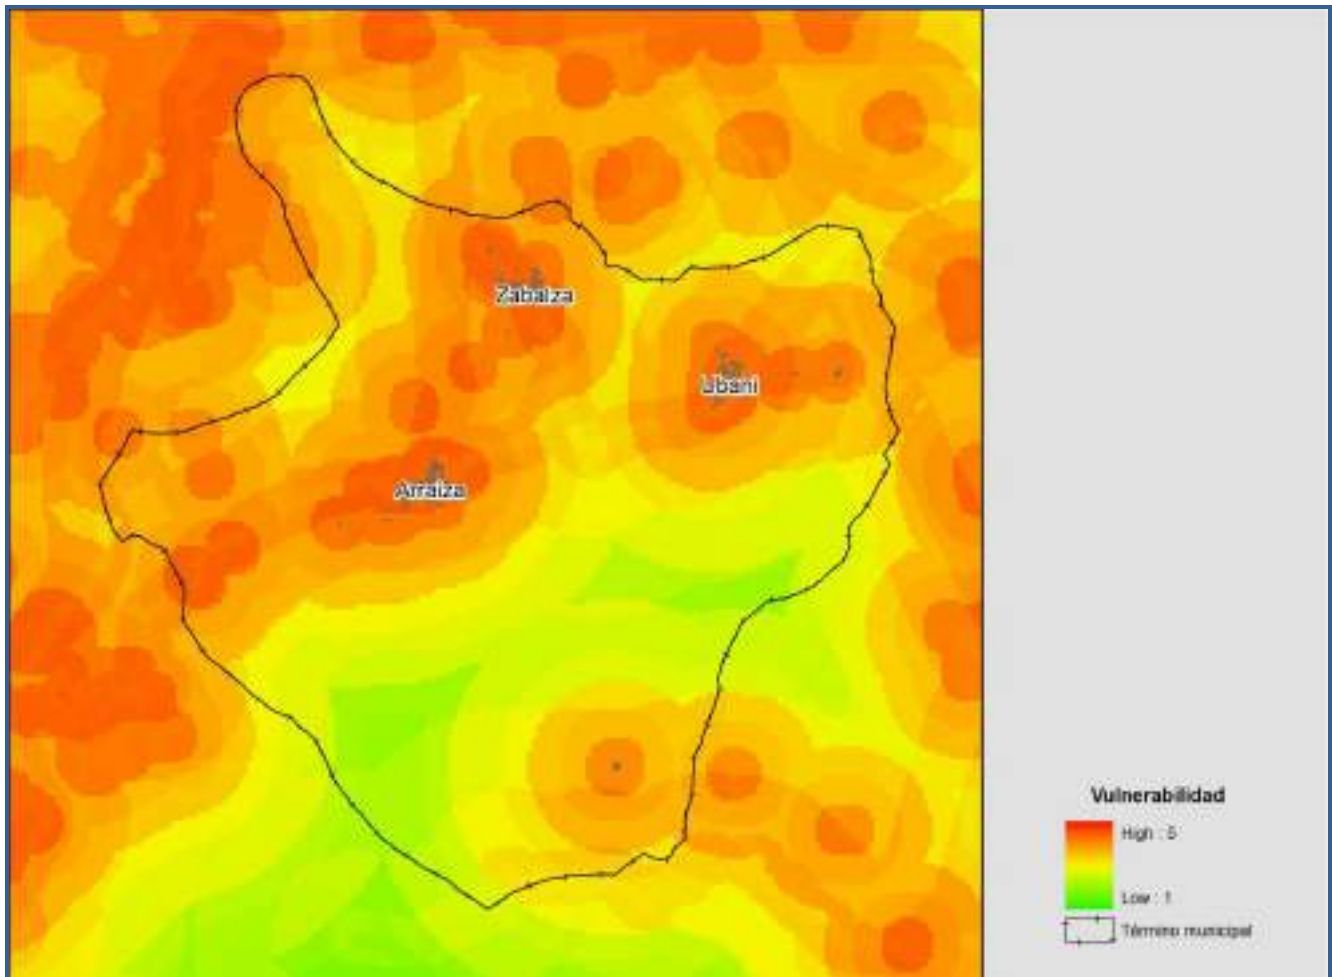 Zabalza
Ubani
Arraiza
Vulnerabilidad
High : 5
Low : 1
Término municipal